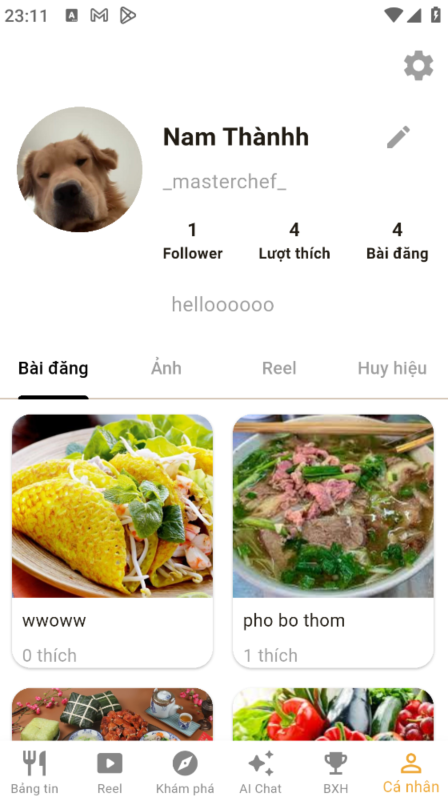 23:11
Nam Thànhh
_masterchef_
1 4 4
Follower Lượt thích Bài đăng
helloooooo
Bài đăng Ảnh Reel Huy hiệu
wwoww pho bo thom
0 thích 1 thích
Bảng tin Reel Khám phá AI Chat BXH Cá nhân